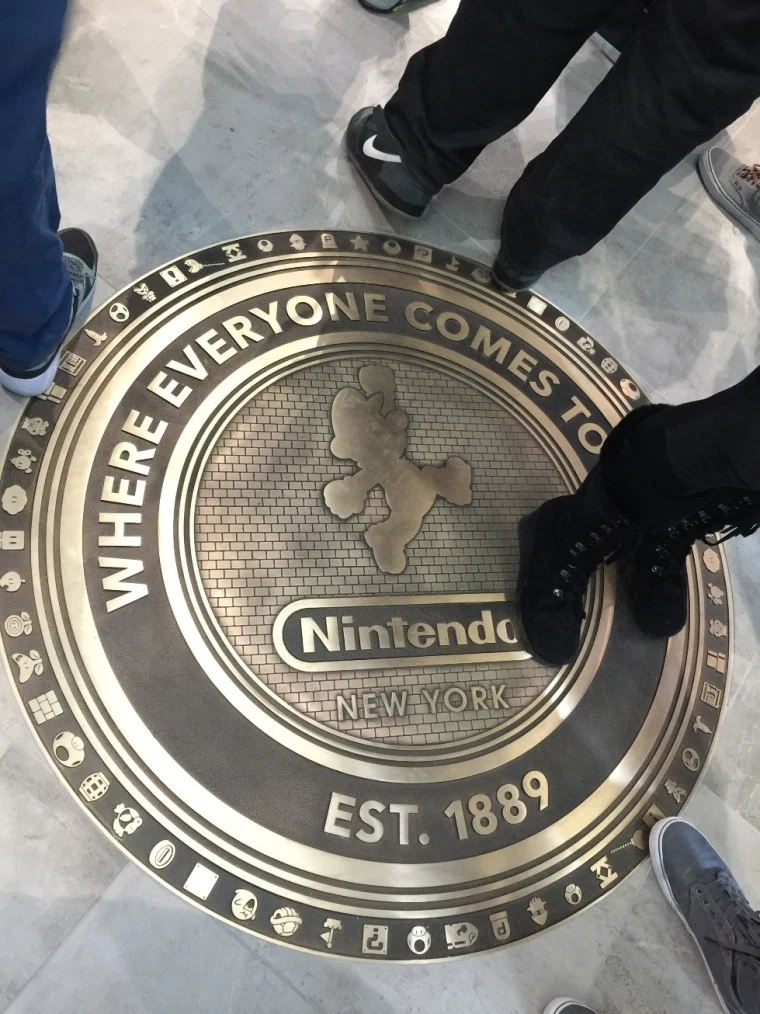 WHERE EVERYONE COMES TO
Nintendo
NEW YORK
EST. 1889